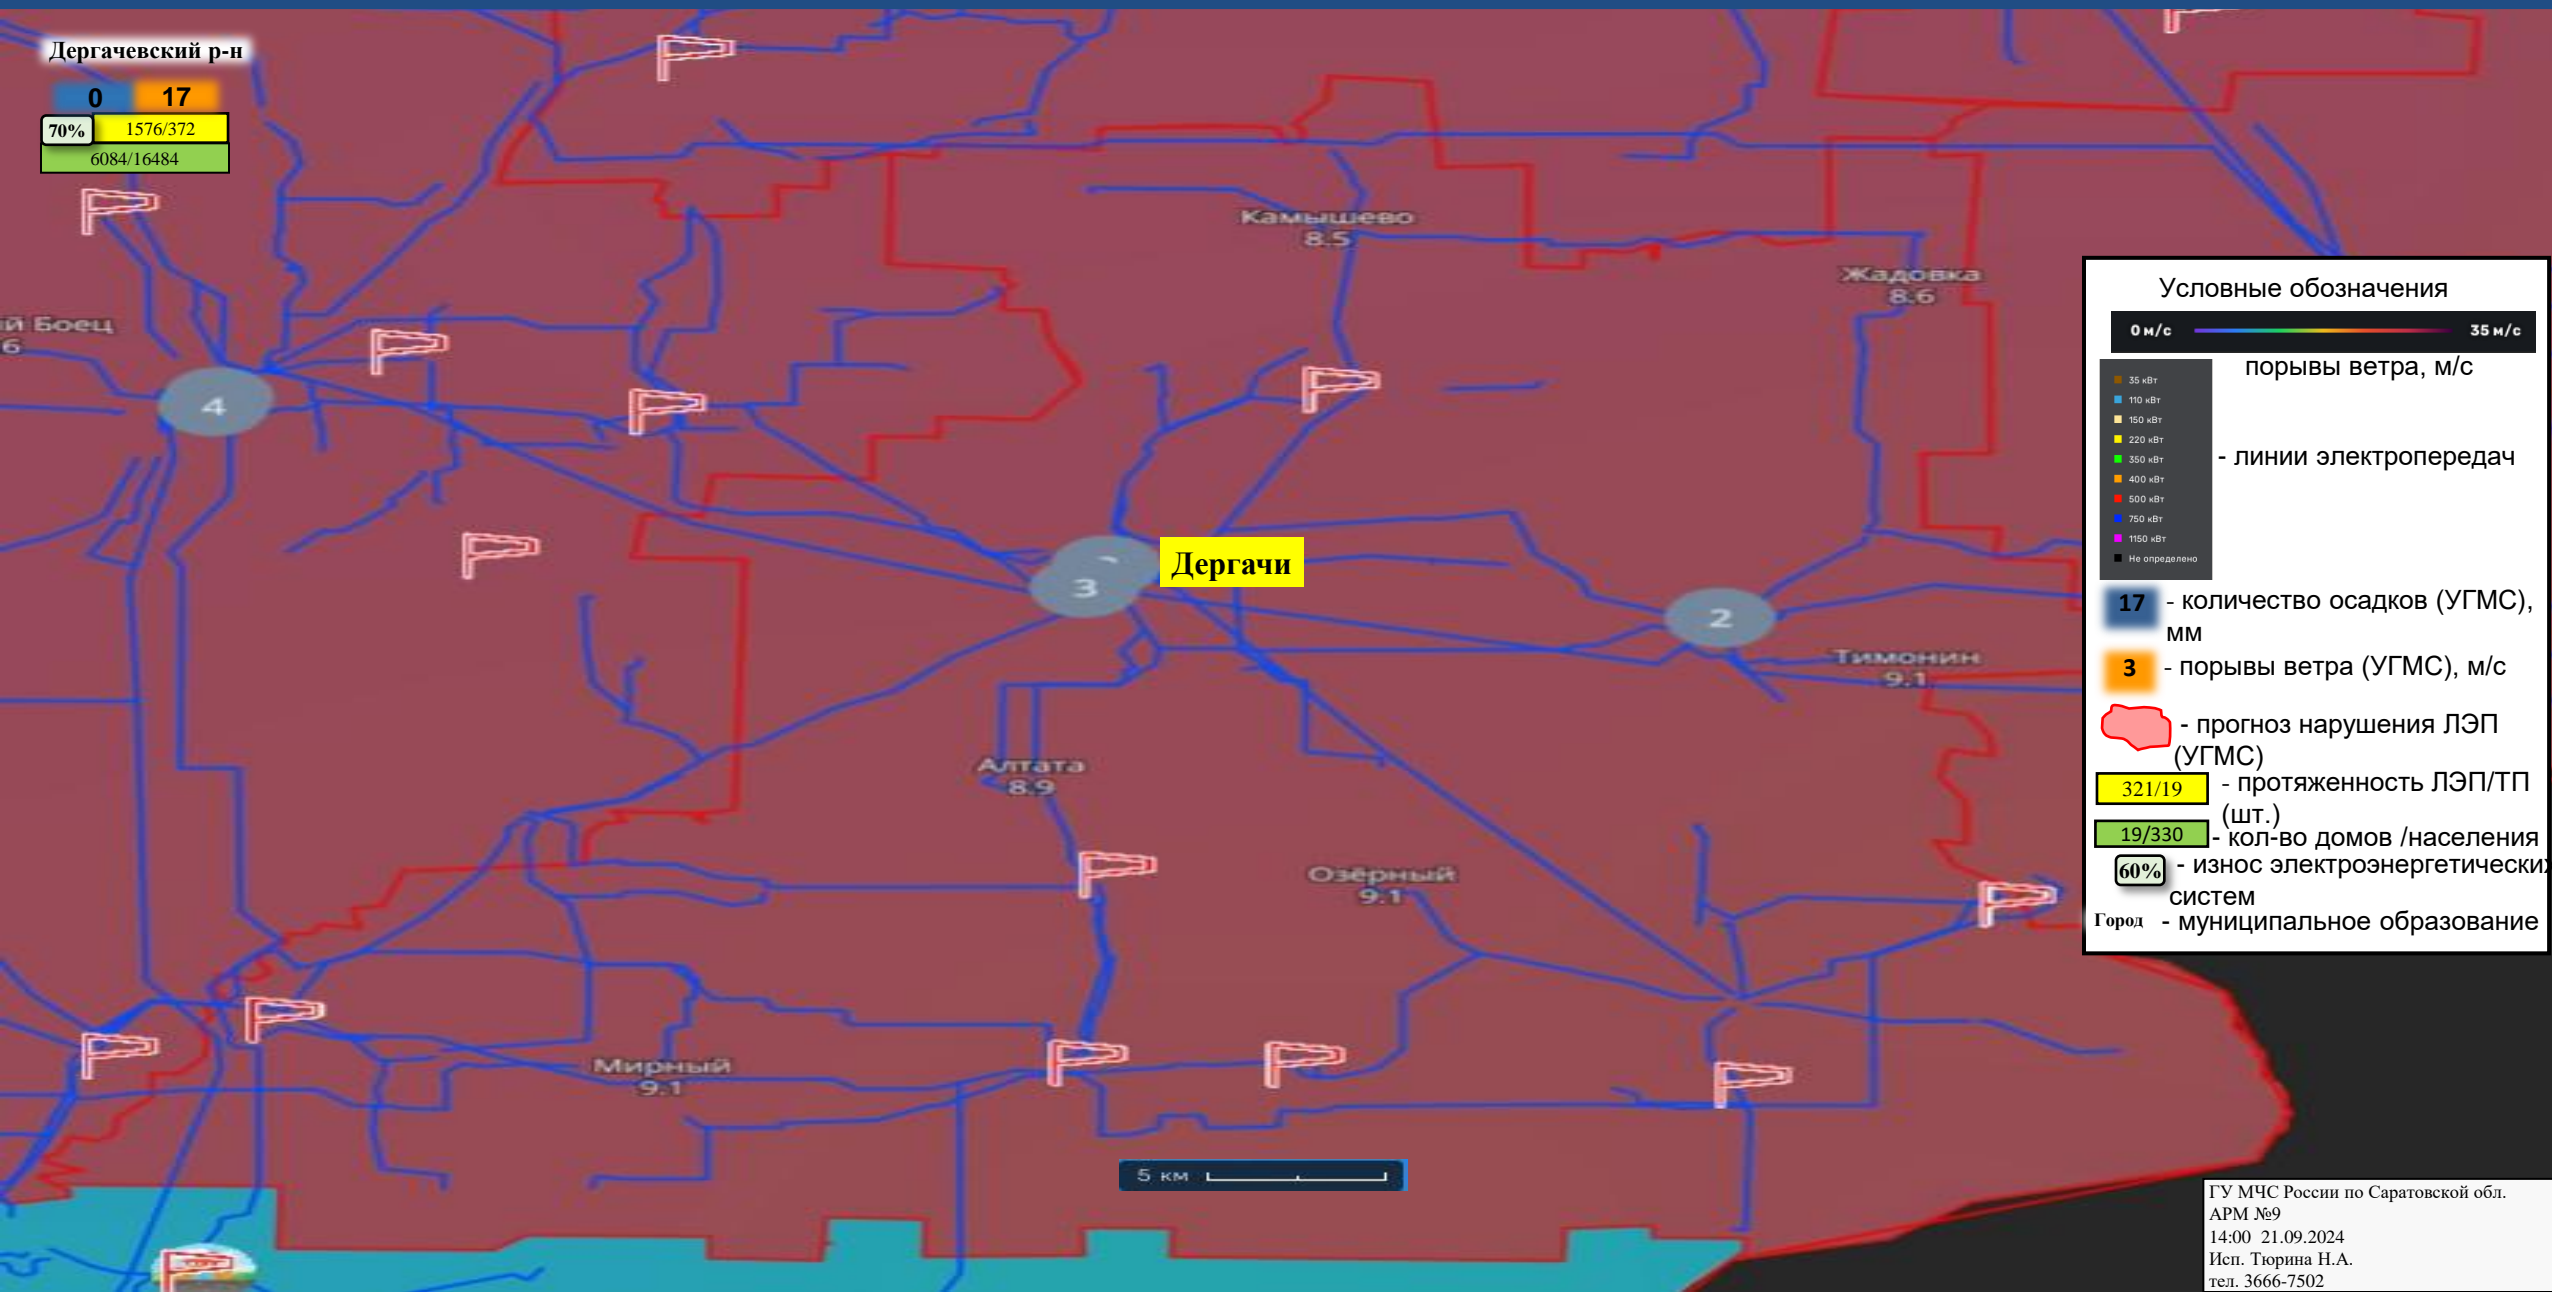 Дергачевский р-н
0 17
70% 1576/372
6084/16484
Камышево
8.5
Жадовка
8.6
й Боец
6
4
3
Дергачи
2
Тимонин
9.1
Алтата
8.9
Озёрный
9.1
Мирный
9.1
5 км
Условные обозначения
0 м/с 35 м/с
порывы ветра, м/с
35 кВт
110 кВт
150 кВт
220 кВт
350 кВт
400 кВт
500 кВт
750 кВт
1150 кВт
Не определено
- линии электропередач
17 - количество осадков (УГМС),
мм
3 - порывы ветра (УГМС), м/с
- прогноз нарушения ЛЭП
(УГМС)
321/19 - протяженность ЛЭП/ТП
(шт.)
19/330 - кол-во домов /населения
60% - износ электроэнергетических
систем
Город - муниципальное образование
ГУ МЧС России по Саратовской обл.
АРМ №9
14:00 21.09.2024
Исп. Тюрина Н.А.
тел. 3666-7502